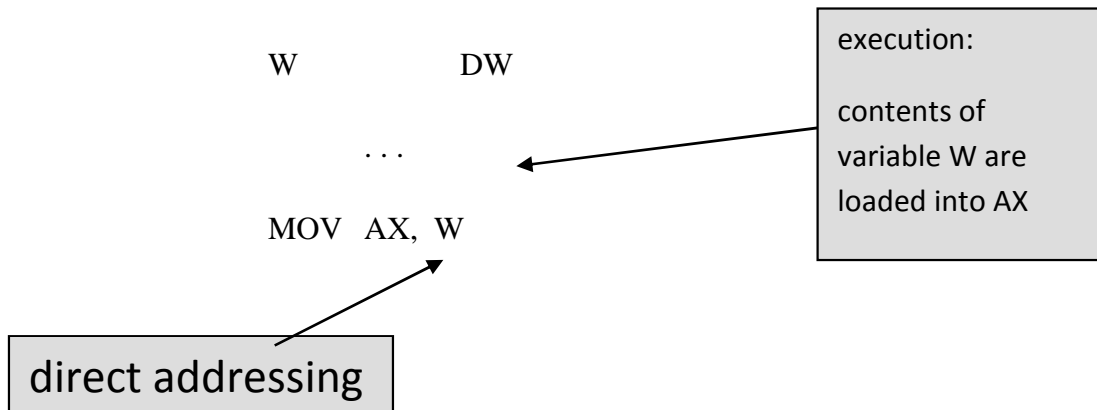 W DW
. . .
MOV AX, W
execution:
contents of
variable W are
loaded into AX
direct addressing